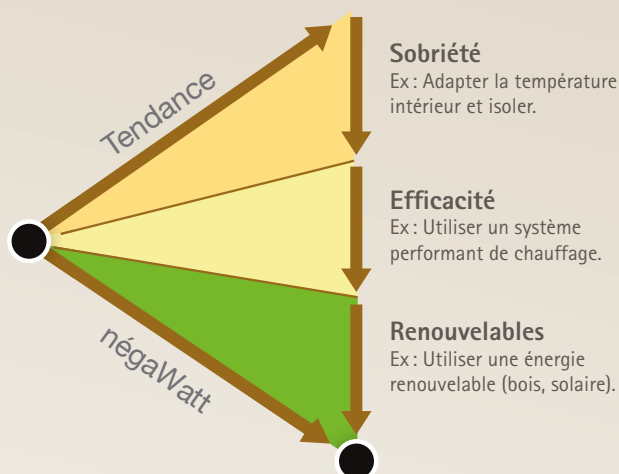 Tendance
Sobriété
Ex : Adapter la température
intérieur et isoler.
Efficacité
Ex : Utiliser un système
performant de chauffage.
négaWatt
Renouvelables
Ex : Utiliser une énergie
renouvelable (bois, solaire).